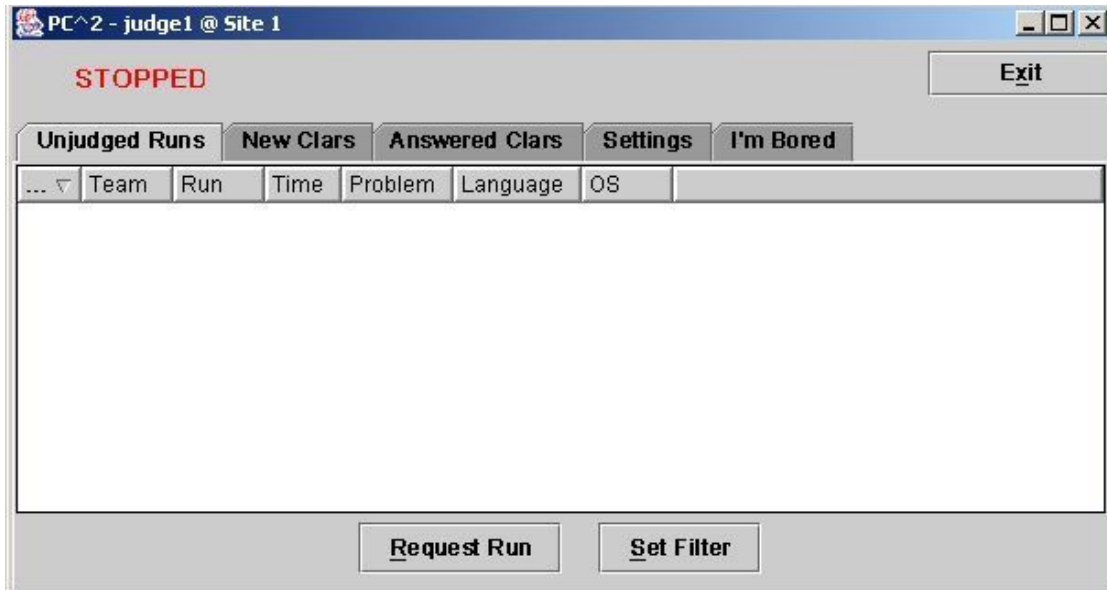 PC^2 - judge1 @ Site 1
STOPPED
Exit
Unjudged Runs New Clars Answered Clars Settings I'm Bored
... Team Run Time Problem Language OS
Request Run Set Filter